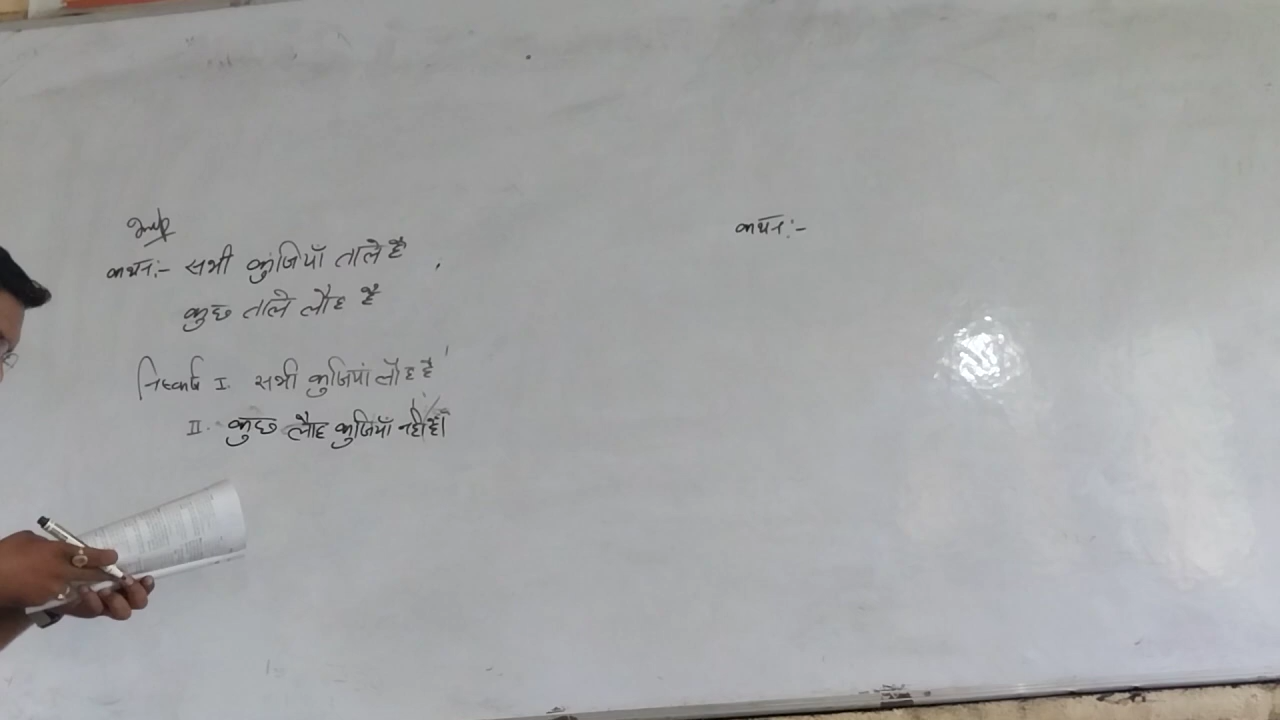 कथन:- सभी कुंजियाँ ताले है
कुछ ताले लौह है
निष्कर्ष I. सभी कुंजियां लौह है
II. कुछ लौह कुंजियाँ नहीं है।
कथन:-